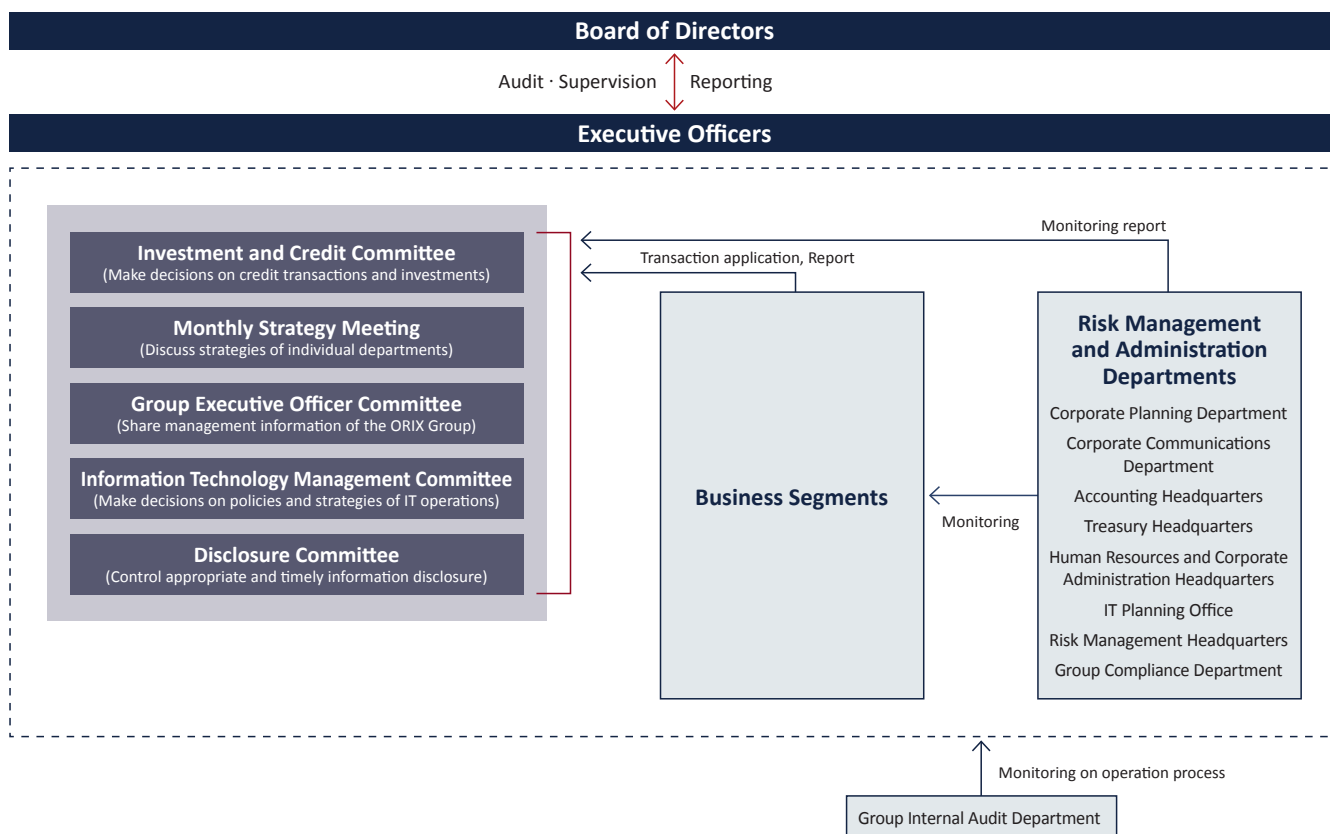 Board of Directors
Audit · Supervision
Reporting
Executive Officers
Investment and Credit Committee
(Make decisions on credit transactions and investments)
Monthly Strategy Meeting
(Discuss strategies of individual departments)
Group Executive Officer Committee
(Share management information of the ORIX Group)
Information Technology Management Committee
(Make decisions on policies and strategies of IT operations)
Disclosure Committee
(Control appropriate and timely information disclosure)
Monitoring report
Transaction application, Report
Business Segments
Monitoring
Risk Management
and Administration
Departments
Corporate Planning Department
Corporate Communications
Department
Accounting Headquarters
Treasury Headquarters
Human Resources and Corporate
Administration Headquarters
IT Planning Office
Risk Management Headquarters
Group Compliance Department
Monitoring on operation process
Group Internal Audit Department